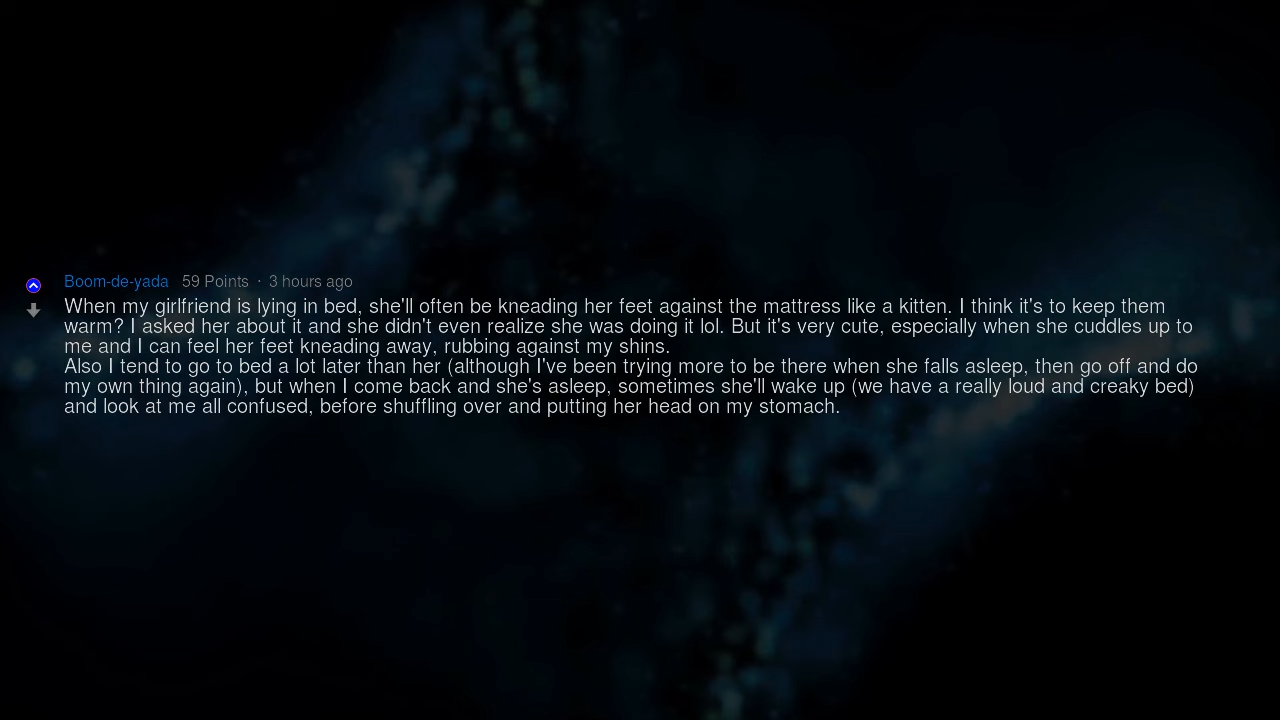 Boom-de-yada 59 Points · 3 hours ago
When my girlfriend is lying in bed, she'll often be kneading her feet against the mattress like a kitten. I think it's to keep them
warm? I asked her about it and she didn't even realize she was doing it lol. But it's very cute, especially when she cuddles up to
me and I can feel her feet kneading away, rubbing against my shins.
Also I tend to go to bed a lot later than her (although I've been trying more to be there when she falls asleep, then go off and do
my own thing again), but when I come back and she's asleep, sometimes she'll wake up (we have a really loud and creaky bed)
and look at me all confused, before shuffling over and putting her head on my stomach.